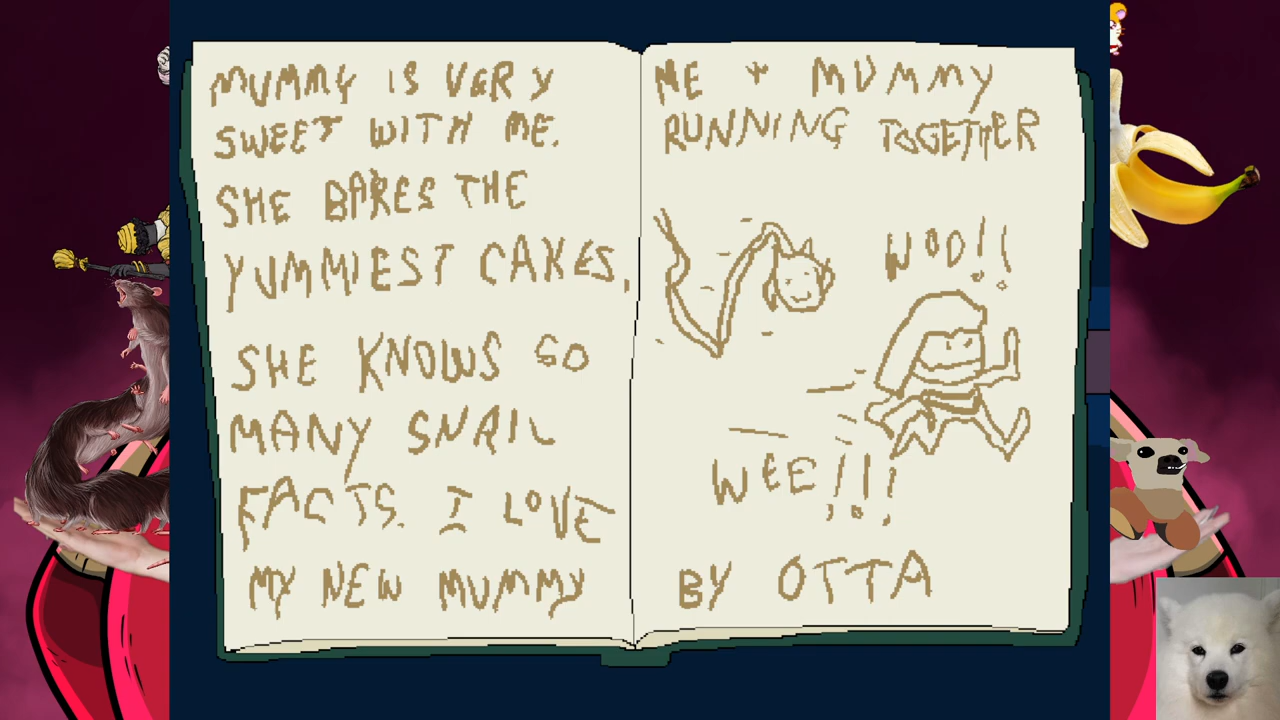 MUMMY IS VERY
SWEET WITH ME.
SHE BAKES THE
YUMMIEST CAKES,
SHE KNOWS SO
MANY SNAIL
FACTS. I LOVE
MY NEW MUMMY
ME + MUMMY
RUNNING TOGETHER
WOO!!
WEE!!!
BY OTTA